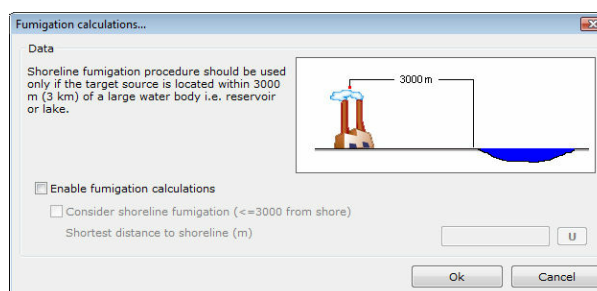 Fumigation calculations...
Data
Shoreline fumigation procedure should be used
only if the target source is located within 3000
m (3 km) of a large water body i.e. reservoir
or lake.
3000 m
Enable fumigation calculations
Consider shoreline fumigation (<=3000 from shore)
Shortest distance to shoreline (m)
U
Ok
Cancel